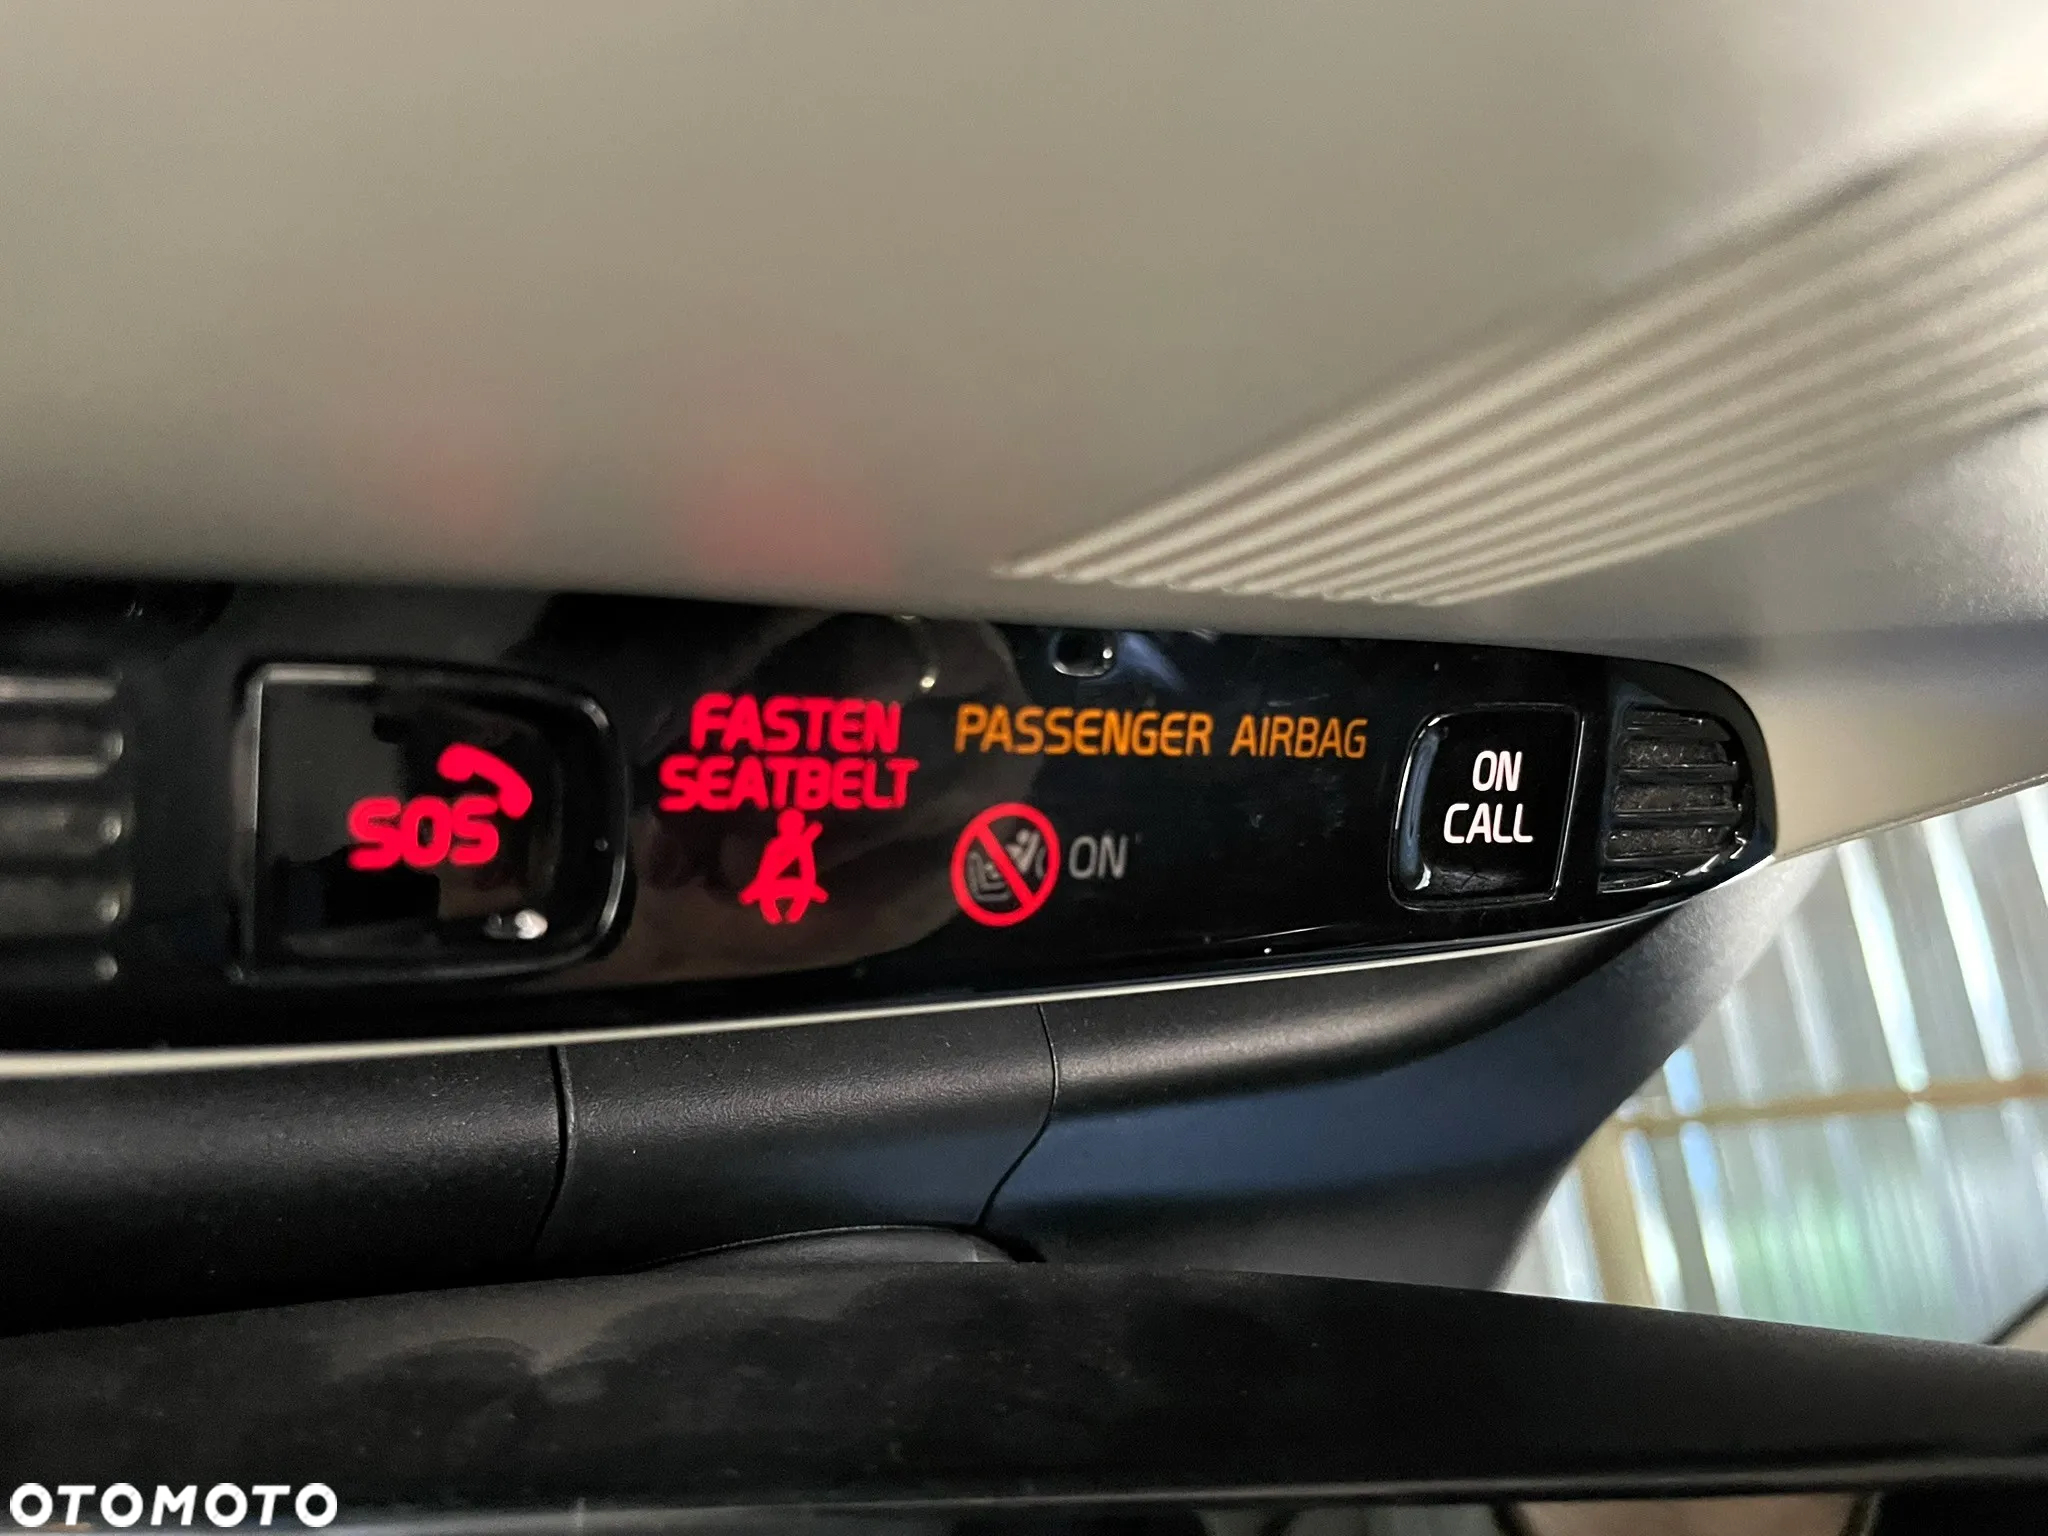 SOS
FASTEN
SEATBELT
PASSENGER AIRBAG
ON
ON
CALL
OTOMOTO